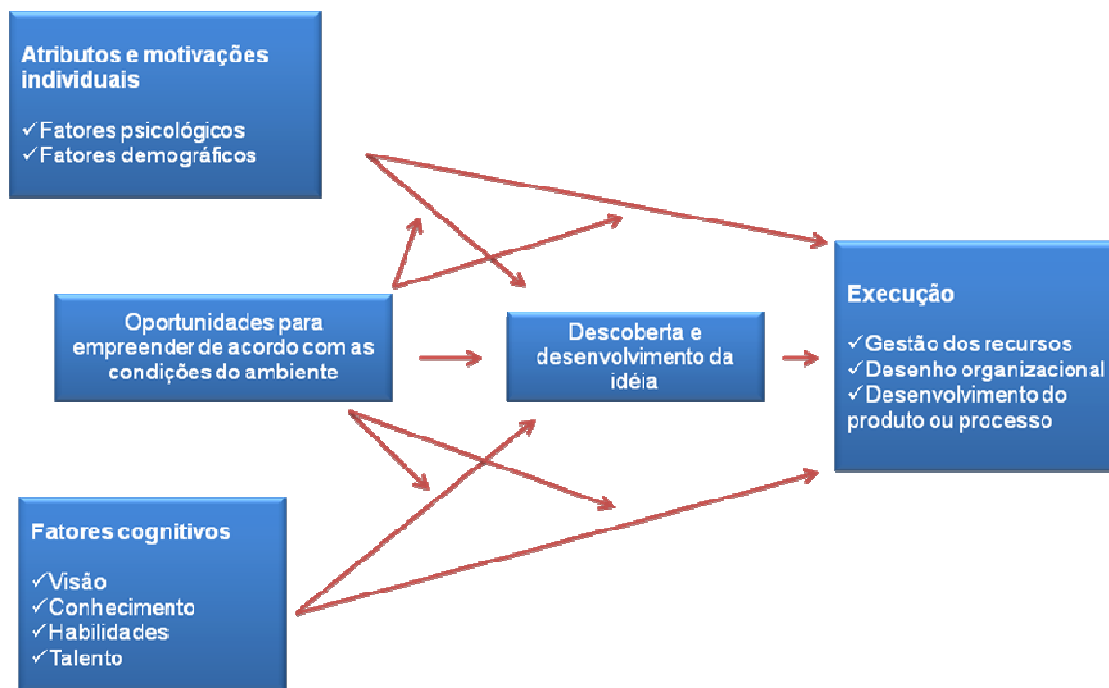 Atributos e motivações
individuais
✓Fatores psicológicos
✓Fatores demográficos
Oportunidades para
empreender de acordo com as
condições do ambiente
Descoberta e
desenvolvimento da
idéia
Execução
✓Gestão dos recursos
✓Desenho organizacional
✓Desenvolvimento do
produto ou processo
Fatores cognitivos
✓Visão
✓Conhecimento
✓Habilidades
✓Talento